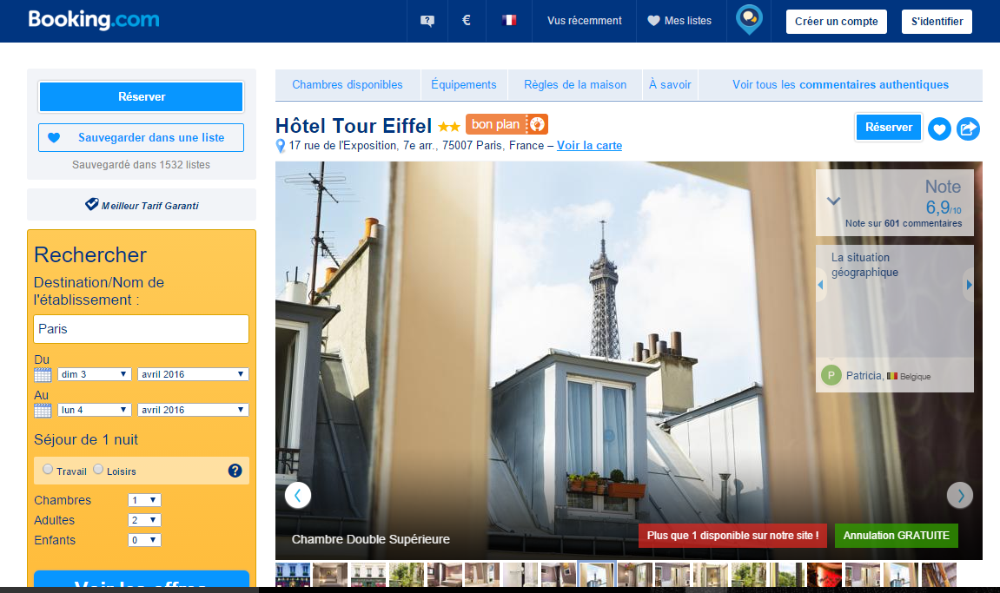 Booking.com
€
Vus récemment
Mes listes
Créer un compte
S'identifier
Réserver
Sauvegarder dans une liste
Sauvegardé dans 1532 listes
Meilleur Tarif Garanti
Rechercher
Destination/Nom de
l'établissement :
Paris
Du
dim 3
avril 2016
Au
lun 4
avril 2016
Séjour de 1 nuit
Travail
Loisirs
?
Chambres
1
Adultes
2
Enfants
0
Voir les offres
Chambres disponibles
Équipements
Règles de la maison
À savoir
Voir tous les commentaires authentiques
Hôtel Tour Eiffel
bon plan
Réserver
17 rue de l'Exposition, 7e arr., 75007 Paris, France – Voir la carte
Note
6,9/10
Note sur 601 commentaires
La situation
géographique
P
Patricia, Belgique
Chambre Double Supérieure
Plus que 1 disponible sur notre site !
Annulation GRATUITE